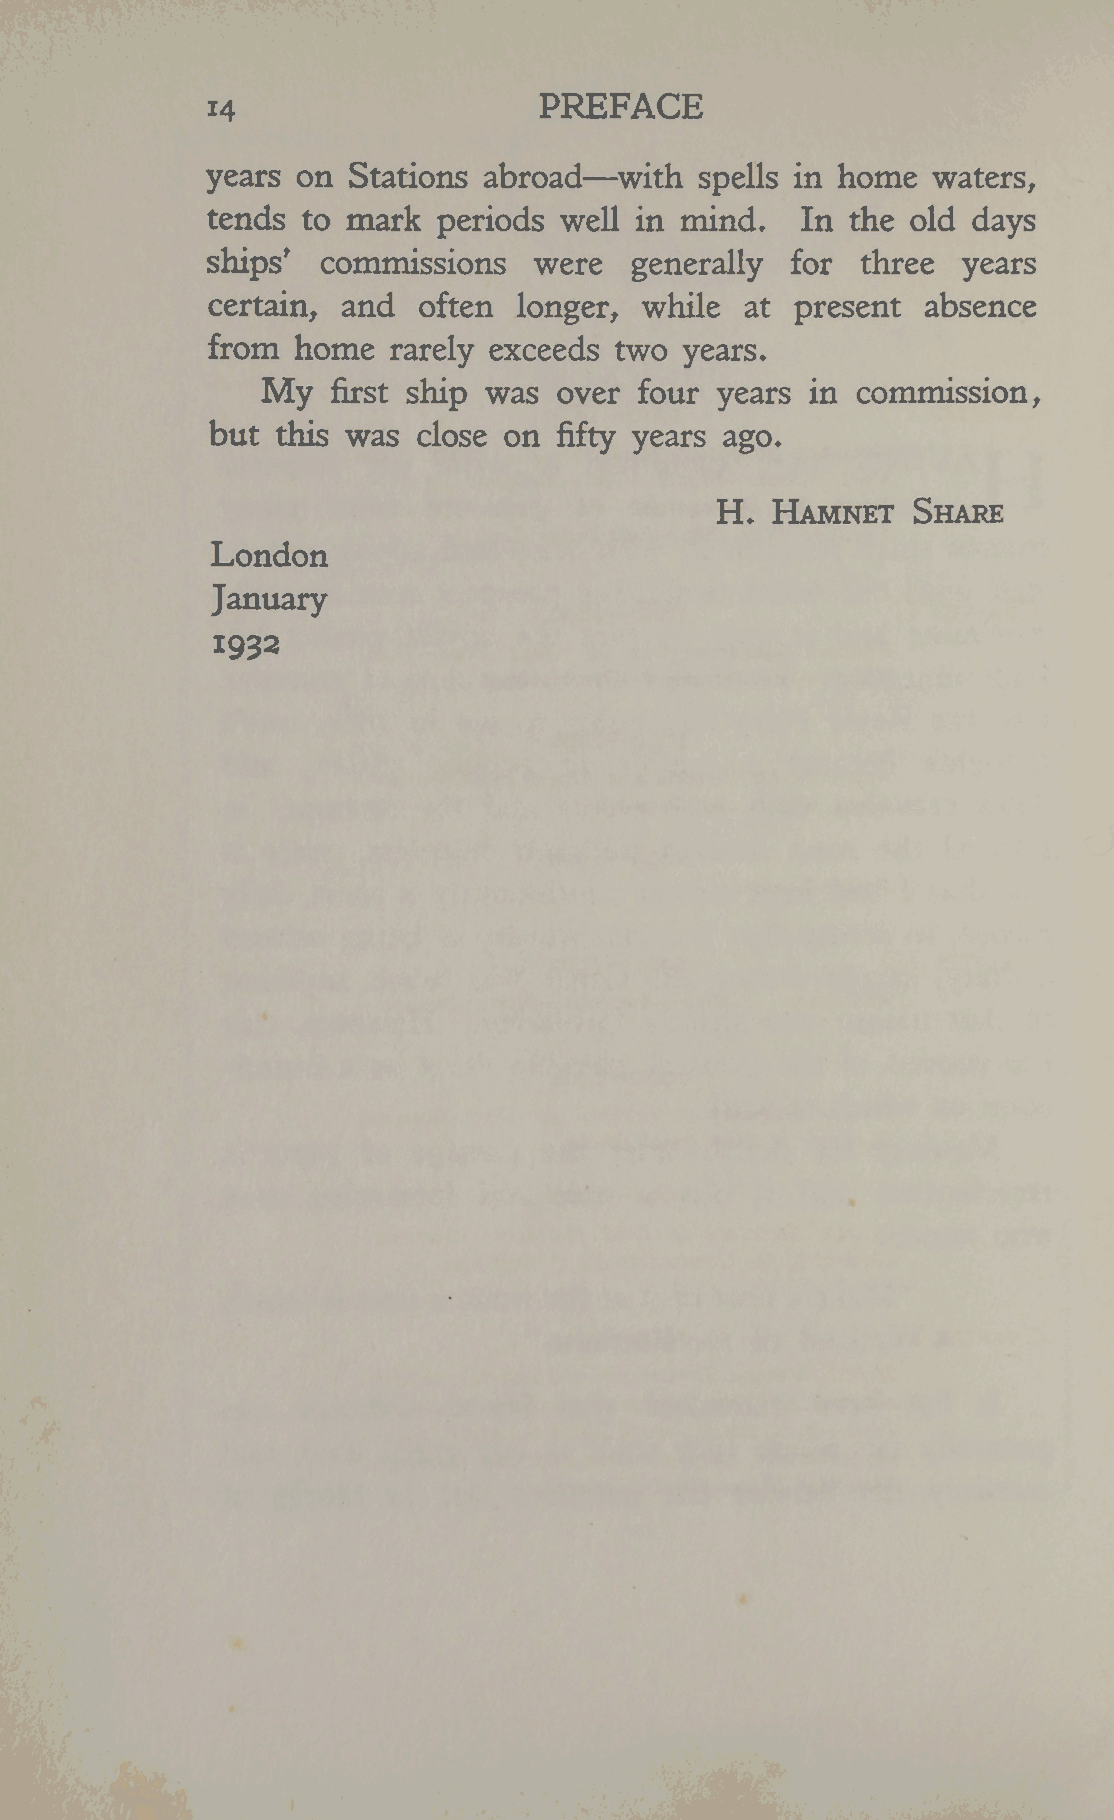 14 PREFACE
years on Stations abroad—with spells in home waters,
tends to mark periods well in mind. In the old days
ships' commissions were generally for three years
certain, and often longer, while at present absence
from home rarely exceeds two years.
My first ship was over four years in commission,
but this was close on fifty years ago.
H. Hamnet Share
London
January
1932